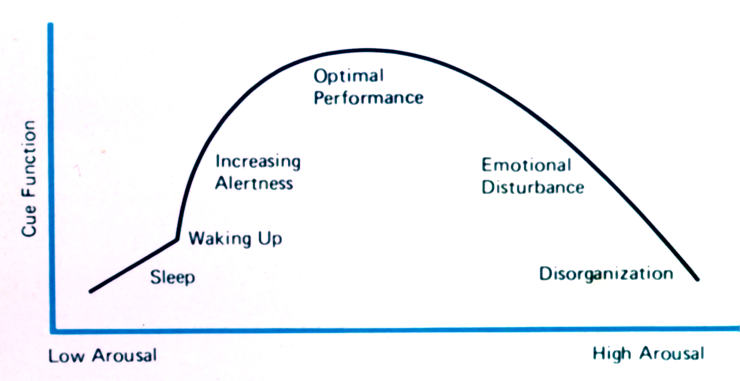 Cue Function
Optimal
Performance
Increasing
Alertness
Emotional
Disturbance
Waking Up
Sleep
Disorganization
Low Arousal
High Arousal